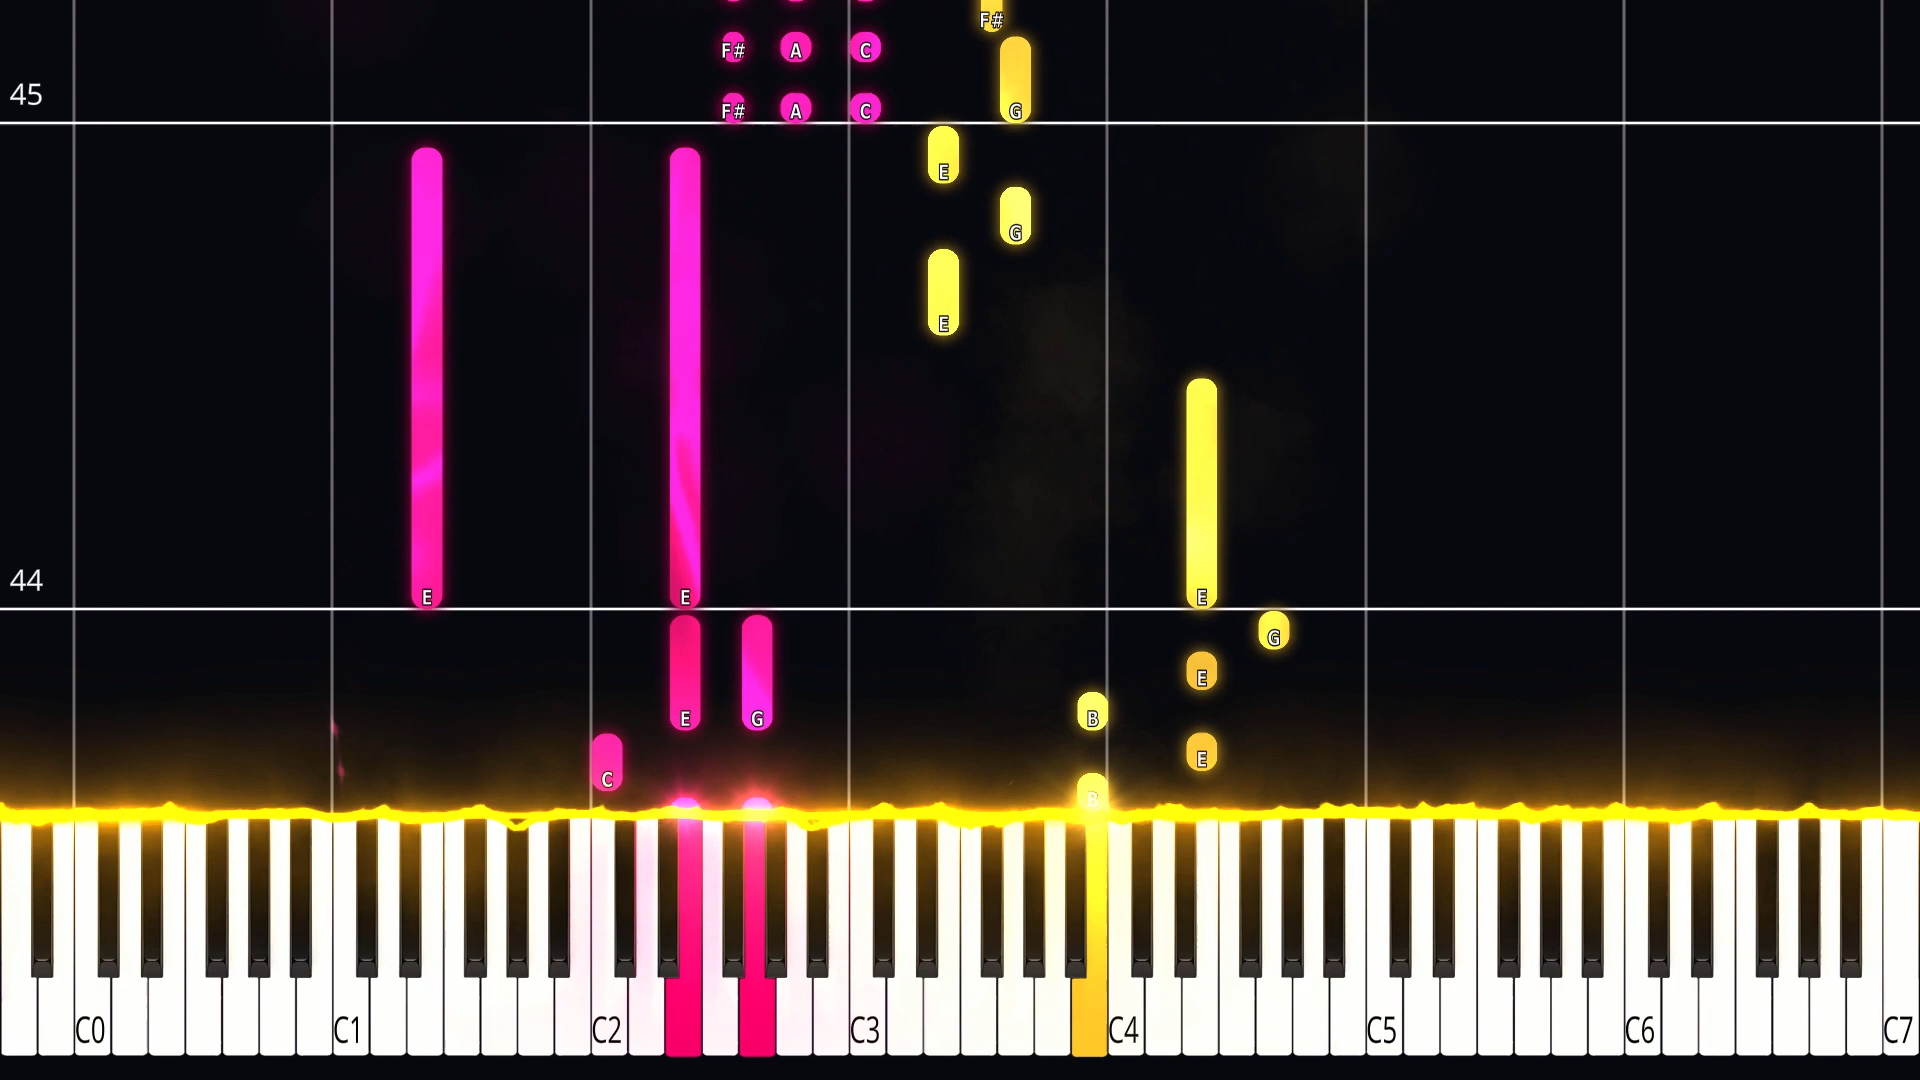 F#
F# A C
45
F# A C G
E
G
E
44
E E E
G
E
E G B
E
C
B
C0 C1 C2 C3 C4 C5 C6 C7